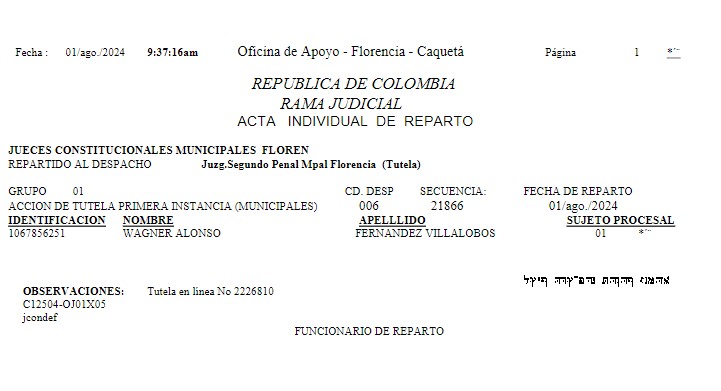 Fecha : 01/ago./2024 9:37:16am Oficina de Apoyo - Florencia - Caquetá Página 1 *~
REPUBLICA DE COLOMBIA
RAMA JUDICIAL
ACTA INDIVIDUAL DE REPARTO
JUECES CONSTITUCIONALES MUNICIPALES FLOREN
REPARTIDO AL DESPACHO Juzg.Segundo Penal Mpal Florencia (Tutela)
GRUPO 01 CD. DESP SECUENCIA: FECHA DE REPARTO
ACCION DE TUTELA PRIMERA INSTANCIA (MUNICIPALES) 006 21866 01/ago./2024
IDENTIFICACION NOMBRE APELLLIDO SUJETO PROCESAL
1067856251 WAGNER ALONSO FERNANDEZ VILLALOBOS 01 *~
OBSERVACIONES: Tutela en linea No 2226810
C12504-OJ01X05
jcondef
FUNCIONARIO DE REPARTO